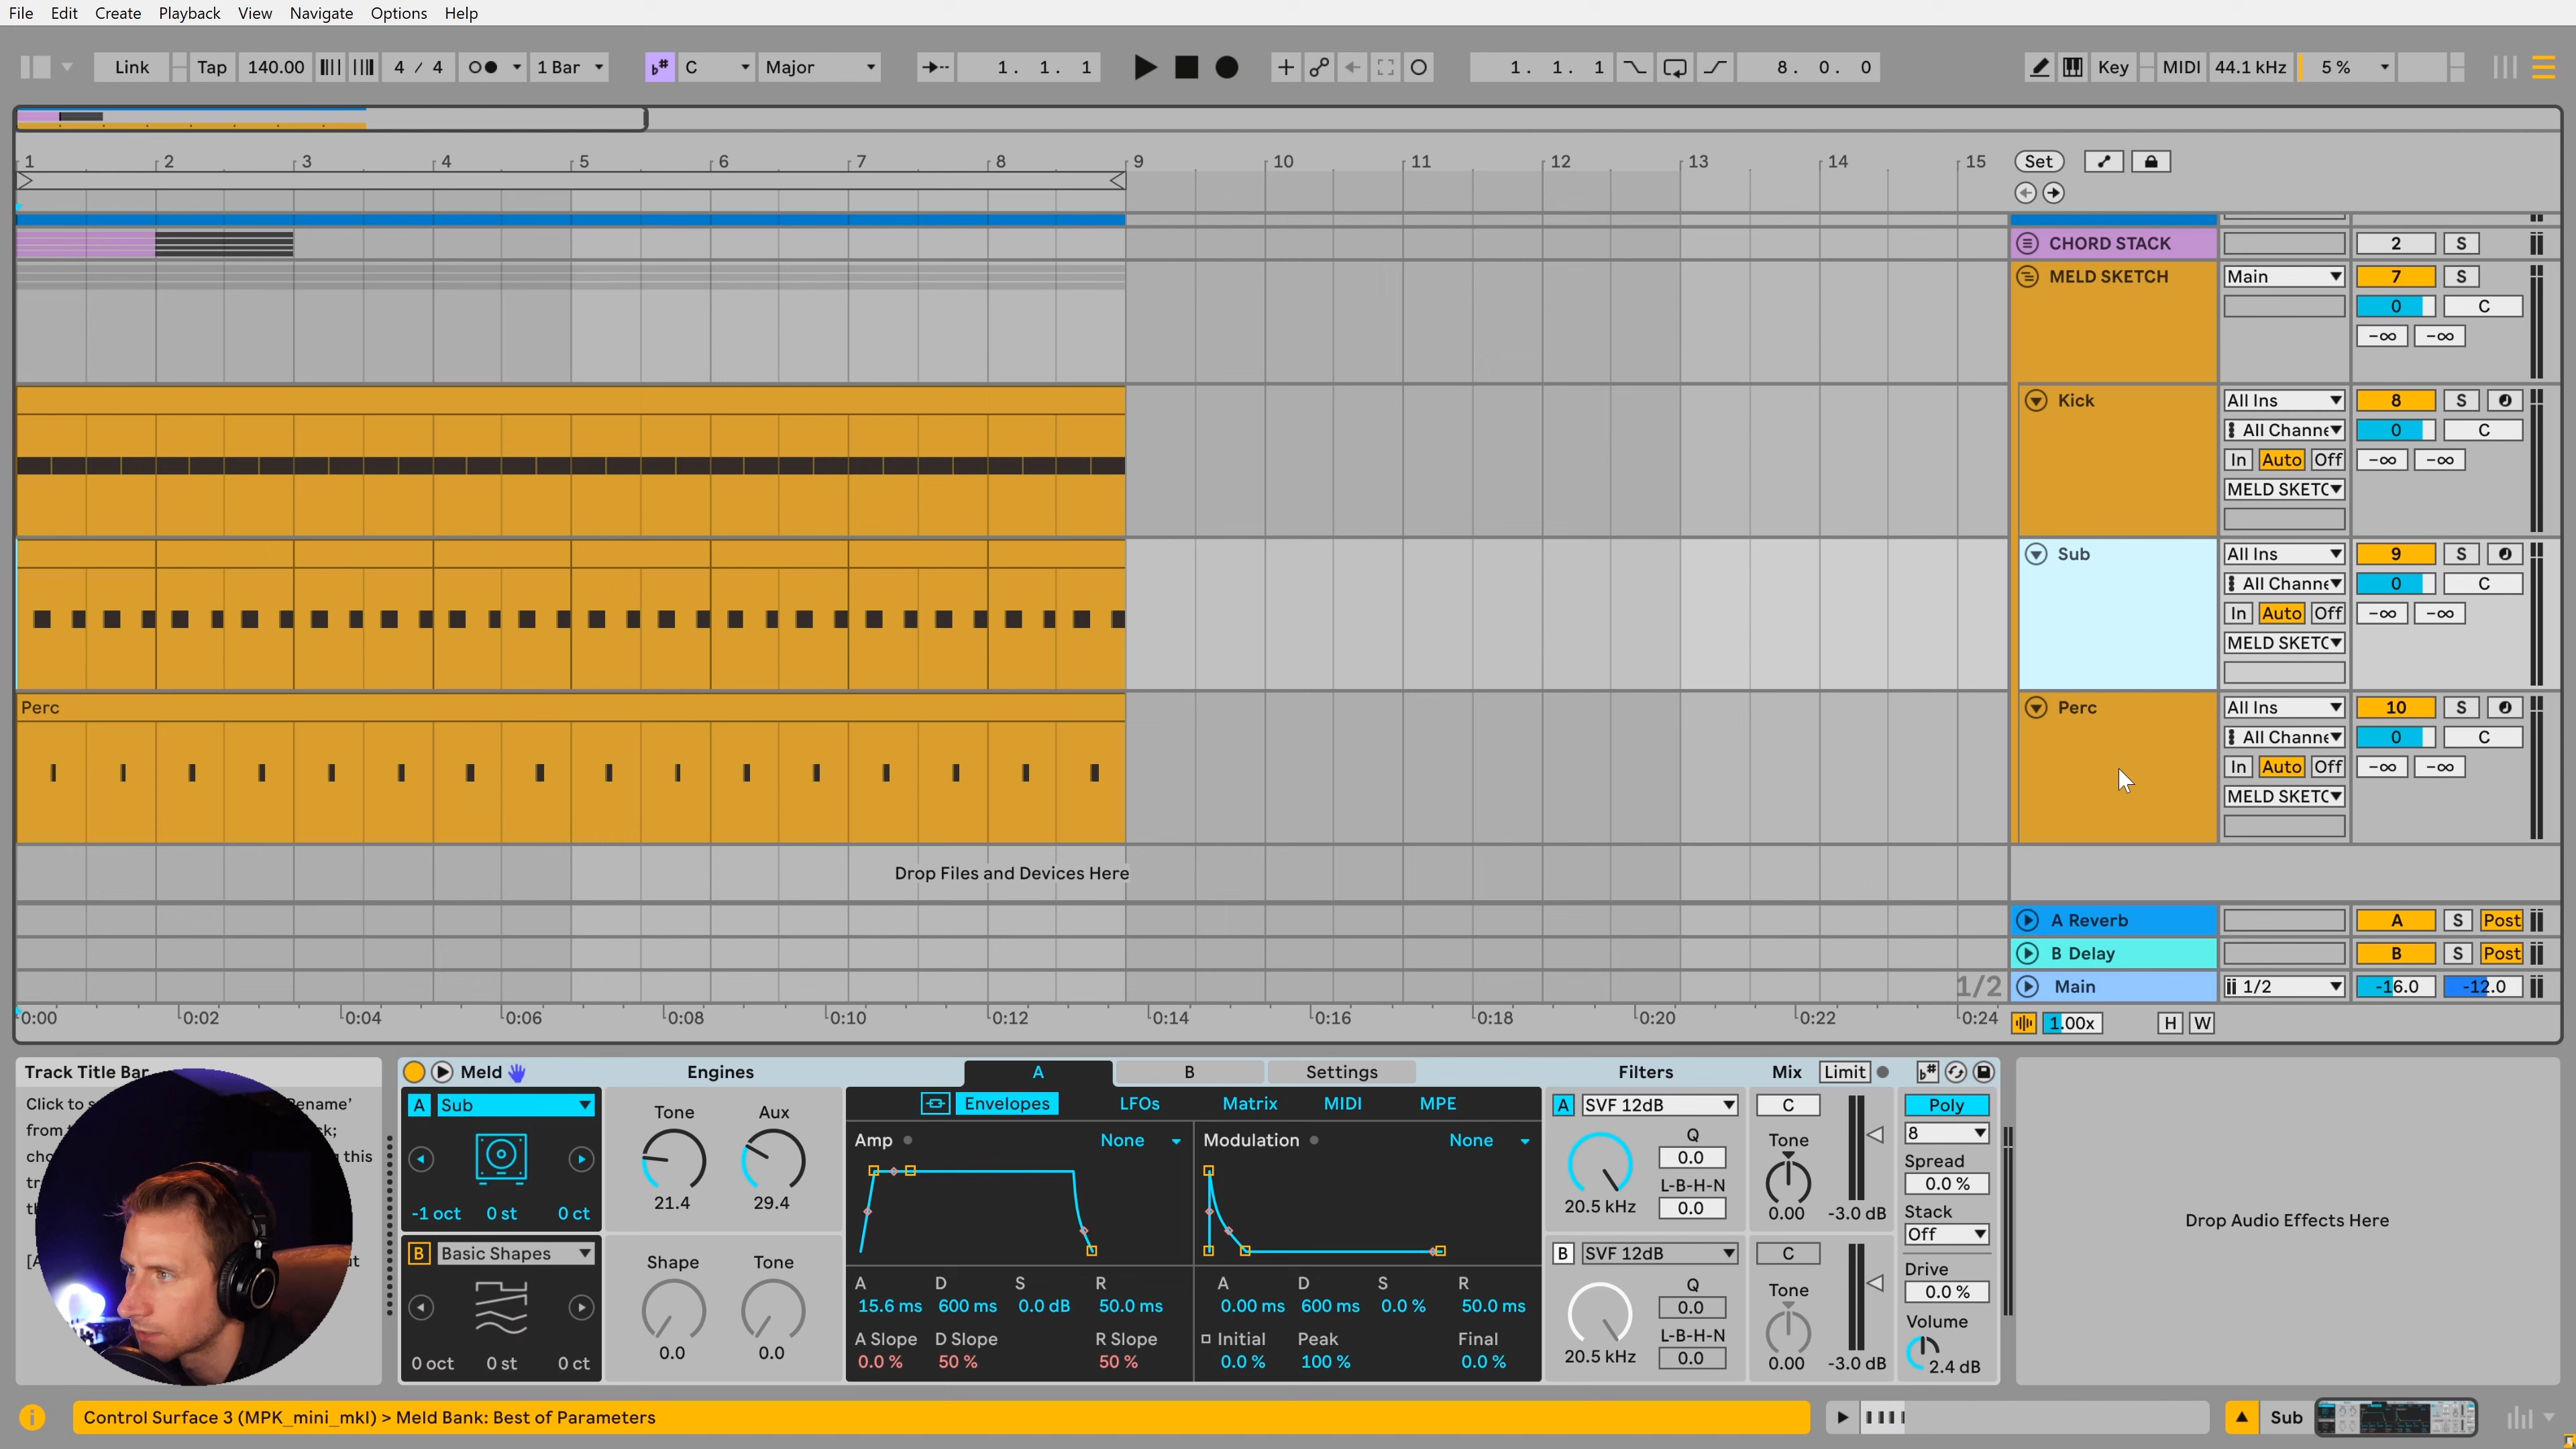 File Edit Create Playback View Navigate Options Help
Link Tap 140.00 4 / 4 1 Bar C Major 1. 1. 1 1. 1. 1 8. 0. 0 Key MIDI 44.1 kHz 5 %
1 2 3 4 5 6 7 8 9 10 11 12 13 14 15 Set
CHORD STACK 2 S
MELD SKETCH Main 7 S
0 C
-∞ -∞
Kick All Ins 8 S
All Channe 0 C
In Auto Off -∞ -∞
MELD SKETC
Sub All Ins 9 S
All Channe 0 C
In Auto Off -∞ -∞
MELD SKETC
Perc Perc All Ins 10 S
All Channe 0 C
In Auto Off -∞ -∞
MELD SKETC
Drop Files and Devices Here
A Reverb A S Post
B Delay B S Post
1/2 Main 1/2 -16.0 -12.0
0:00 0:02 0:04 0:06 0:08 0:10 0:12 0:14 0:16 0:18 0:20 0:22 0:24 1.00x H W
Track Title Bar
Click to
from
this
Meld Engines A B Settings Filters Mix Limit
A Sub Tone Aux Envelopes LFOs Matrix MIDI MPE A SVF 12dB C Poly
Amp None Modulation None Q Tone 8
0.0 Spread
L-B-H-N 0.0 %
-1 oct 0 st 0 ct 21.4 29.4 20.5 kHz 0.0 0.00 -3.0 dB Stack
Off
B Basic Shapes Shape Tone B SVF 12dB C
A D S R A D S R Q Tone Drive
15.6 ms 600 ms 0.0 dB 50.0 ms 0.00 ms 600 ms 0.0 % 50.0 ms 0.0 0.0 %
A Slope D Slope R Slope Initial Peak Final L-B-H-N Volume
0 oct 0 st 0 ct 0.0 0.0 0.0 % 50 % 50 % 0.0 % 100 % 0.0 % 20.5 kHz 0.0 0.00 -3.0 dB 2.4 dB
Drop Audio Effects Here
Control Surface 3 (MPK_mini_mkI) > Meld Bank: Best of Parameters Sub